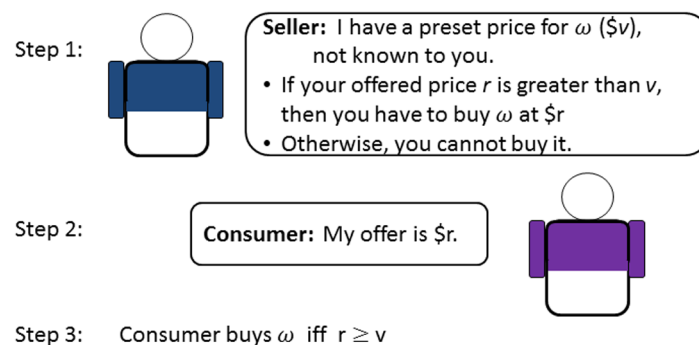 Step 1:
Seller: I have a preset price for ω ($v),
not known to you.
• If your offered price r is greater than v,
then you have to buy ω at $r
• Otherwise, you cannot buy it.
Step 2:
Consumer: My offer is $r.
Step 3: Consumer buys ω iff r ≥ v